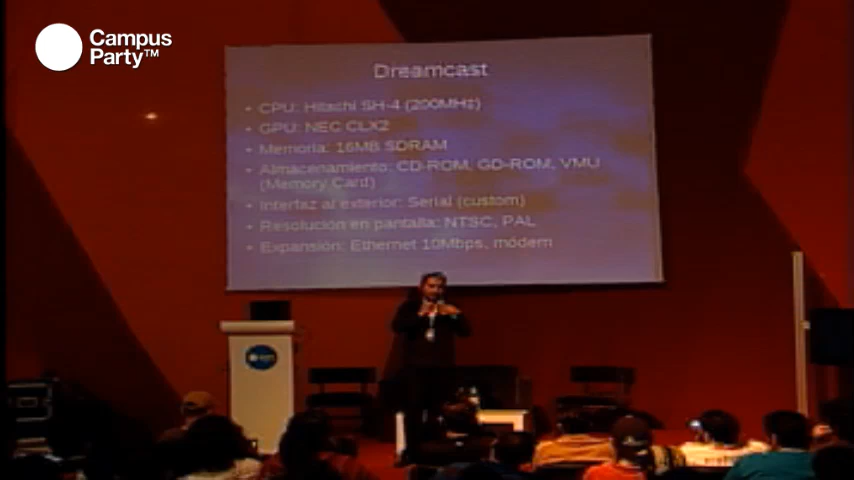 Campus
Party™
Dreamcast
• CPU: Hitachi SH-4 (200MHz)
• GPU: NEC CLX2
• Memoria: 16MB SDRAM
• Almacenamiento: CD-ROM, GD-ROM, VMU
(Memory Card)
• Interfaz al exterior: Serial (custom)
• Resolución en pantalla: NTSC, PAL
• Expansión: Ethernet 10Mbps, módem